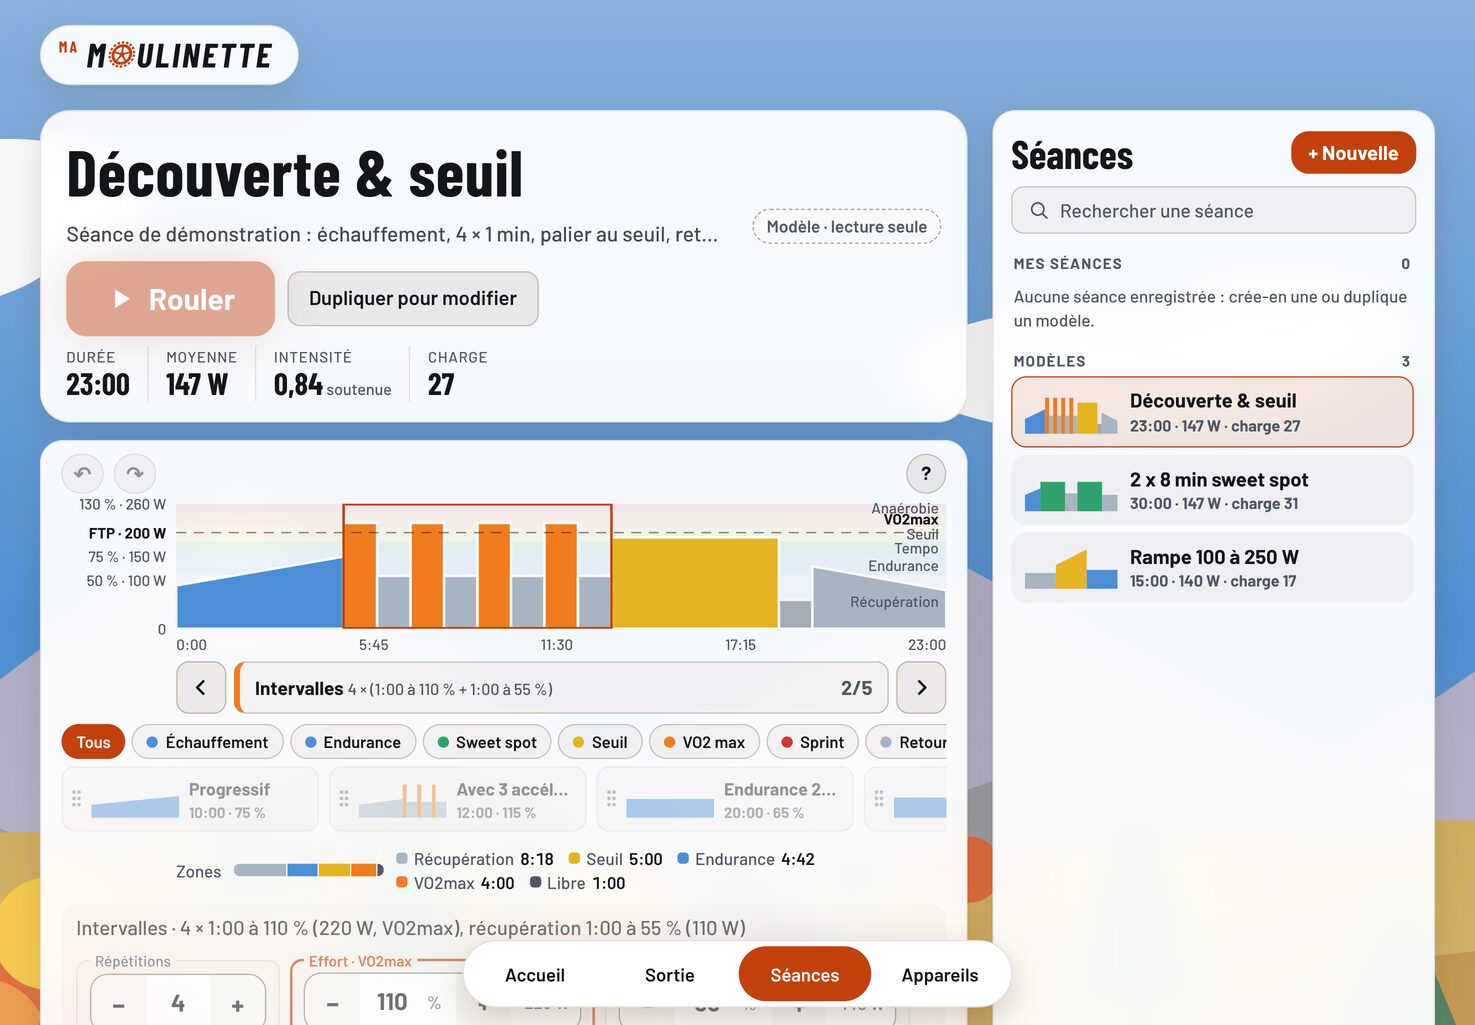 MA MOULINETTE
Découverte & seuil
Séance de démonstration : échauffement, 4 × 1 min, palier au seuil, ret...
Modèle · lecture seule
Rouler
Dupliquer pour modifier
DURÉE
23:00
MOYENNE
147 W
INTENSITÉ
0,84 soutenue
CHARGE
27
?
130 % · 260 W
FTP · 200 W
75 % · 150 W
50 % · 100 W
0
Anaérobie
VO2max
Seuil
Tempo
Endurance
Récupération
0:00
5:45
11:30
17:15
23:00
Intervalles 4 × (1:00 à 110 % + 1:00 à 55 %)
2/5
Tous
Échauffement
Endurance
Sweet spot
Seuil
VO2 max
Sprint
Retour
Progressif
10:00 · 75 %
Avec 3 accél...
12:00 · 115 %
Endurance 2...
20:00 · 65 %
Zones
Récupération 8:18
Seuil 5:00
Endurance 4:42
VO2max 4:00
Libre 1:00
Intervalles · 4 × 1:00 à 110 % (220 W, VO2max), récupération 1:00 à 55 % (110 W)
Répétitions
− 4 +
Effort · VO2max
− 110 %
Accueil
Sortie
Séances
Appareils
Séances
+ Nouvelle
Rechercher une séance
MES SÉANCES
0
Aucune séance enregistrée : crée-en une ou duplique
un modèle.
MODÈLES
3
Découverte & seuil
23:00 · 147 W · charge 27
2 x 8 min sweet spot
30:00 · 147 W · charge 31
Rampe 100 à 250 W
15:00 · 140 W · charge 17